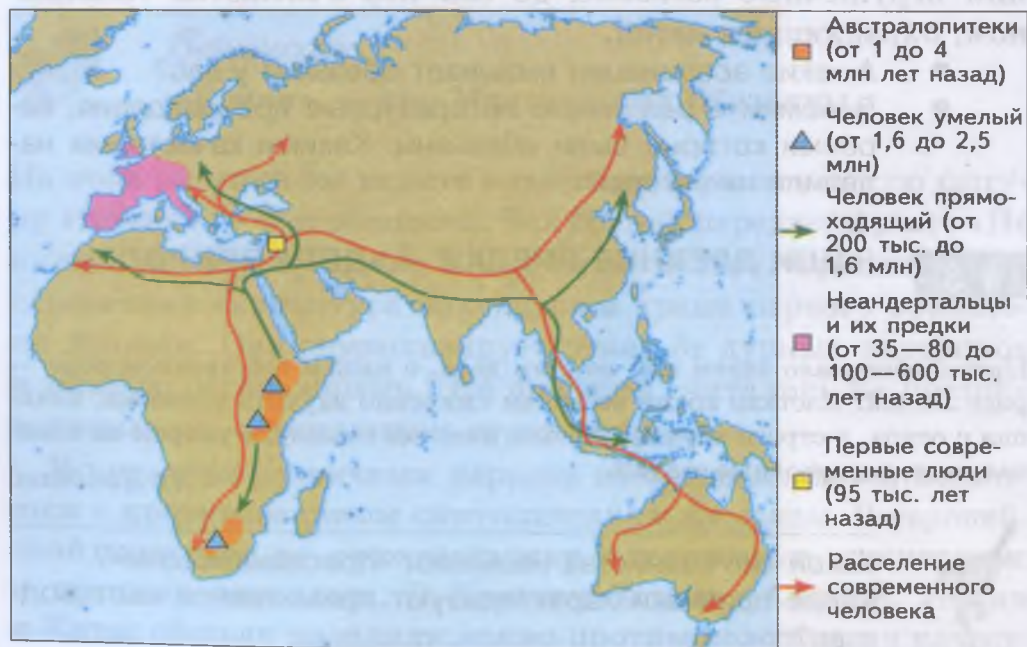 Австралопитеки
(от 1 до 4
млн лет назад)
Человек умелый
(от 1,6 до 2,5
млн)
Человек прямо-
ходящий (от
200 тыс. до
1,6 млн)
Неандертальцы
и их предки
(от 35—80 до
100—600 тыс.
лет назад)
Первые совре-
менные люди
(95 тыс. лет
назад)
Расселение
современного
человека